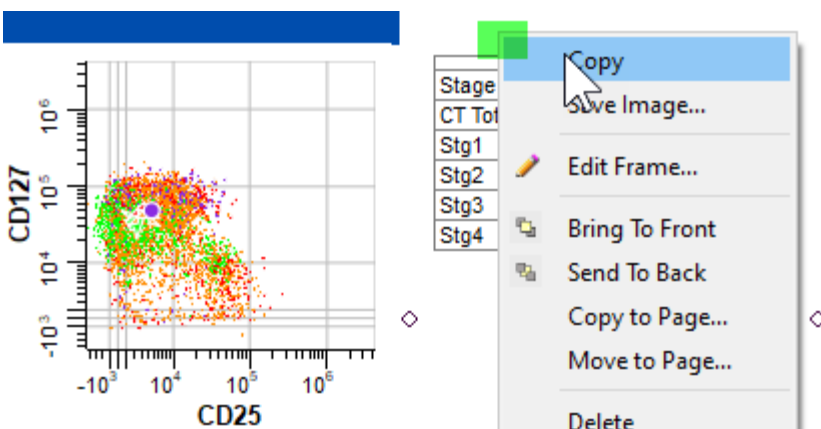 10⁶
10⁵
10⁴
-10³
CD127
-10³ 10⁴ 10⁵ 10⁶
CD25
Stage
CT Tot
Stg1
Stg2
Stg3
Stg4
Copy
Save Image...
Edit Frame...
Bring To Front
Send To Back
Copy to Page...
Move to Page...
Delete